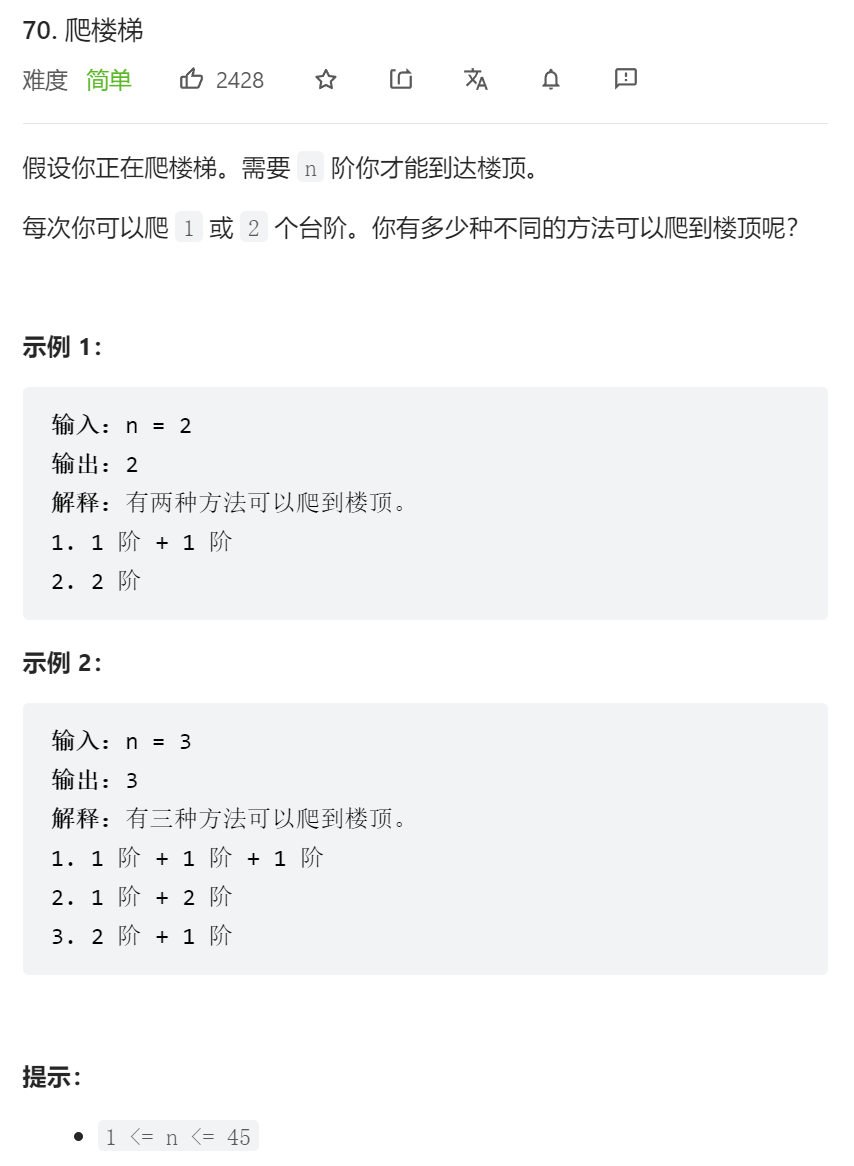 70. 爬楼梯
难度 简单 2428
假设你正在爬楼梯。需要 n 阶你才能到达楼顶。
每次你可以爬 1 或 2 个台阶。你有多少种不同的方法可以爬到楼顶呢？
示例 1：
输入：n = 2
输出：2
解释：有两种方法可以爬到楼顶。
1. 1 阶 + 1 阶
2. 2 阶
示例 2：
输入：n = 3
输出：3
解释：有三种方法可以爬到楼顶。
1. 1 阶 + 1 阶 + 1 阶
2. 1 阶 + 2 阶
3. 2 阶 + 1 阶
提示：
• 1 <= n <= 45